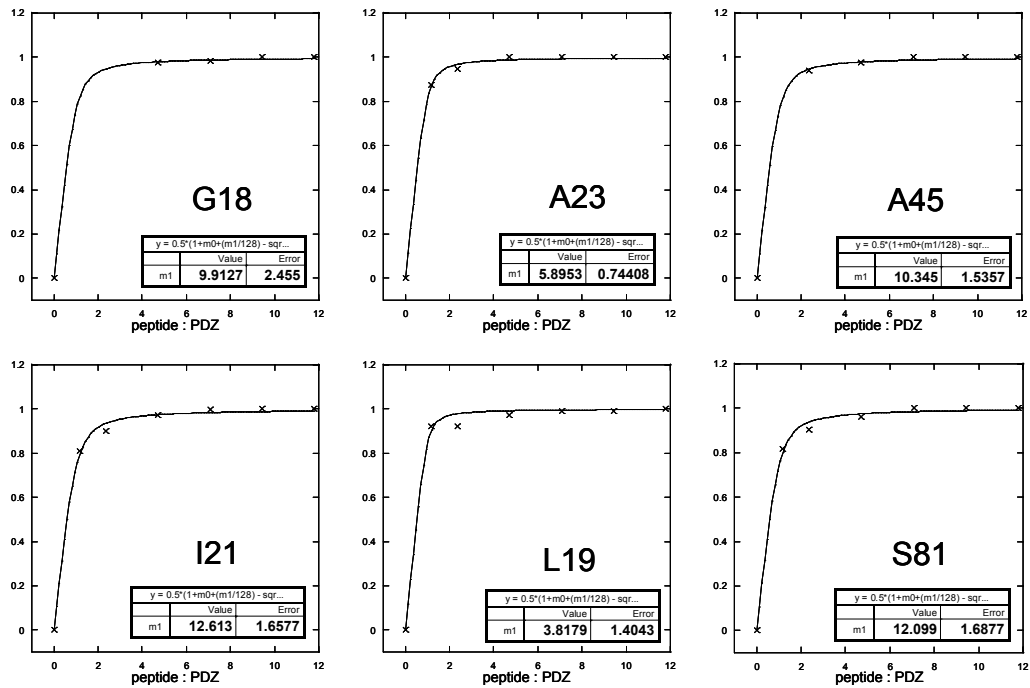 1.2
1
0.8
0.6
0.4
0.2
0
0 2 4 6 8 10 12
peptide : PDZ
G18
y = 0.5*(1+m0+(m1/128) - sqr...
Value Error
m1 9.9127 2.455
1.2
1
0.8
0.6
0.4
0.2
0
0 2 4 6 8 10 12
peptide : PDZ
A23
y = 0.5*(1+m0+(m1/128) - sqr...
Value Error
m1 5.8953 0.74408
1.2
1
0.8
0.6
0.4
0.2
0
0 2 4 6 8 10 12
peptide : PDZ
A45
y = 0.5*(1+m0+(m1/128) - sqr...
Value Error
m1 10.345 1.5357
1.2
1
0.8
0.6
0.4
0.2
0
0 2 4 6 8 10 12
peptide : PDZ
I21
y = 0.5*(1+m0+(m1/128) - sqr...
Value Error
m1 12.613 1.6577
1.2
1
0.8
0.6
0.4
0.2
0
0 2 4 6 8 10 12
peptide : PDZ
L19
y = 0.5*(1+m0+(m1/128) - sqr...
Value Error
m1 3.8179 1.4043
1.2
1
0.8
0.6
0.4
0.2
0
0 2 4 6 8 10 12
peptide : PDZ
S81
y = 0.5*(1+m0+(m1/128) - sqr...
Value Error
m1 12.099 1.6877